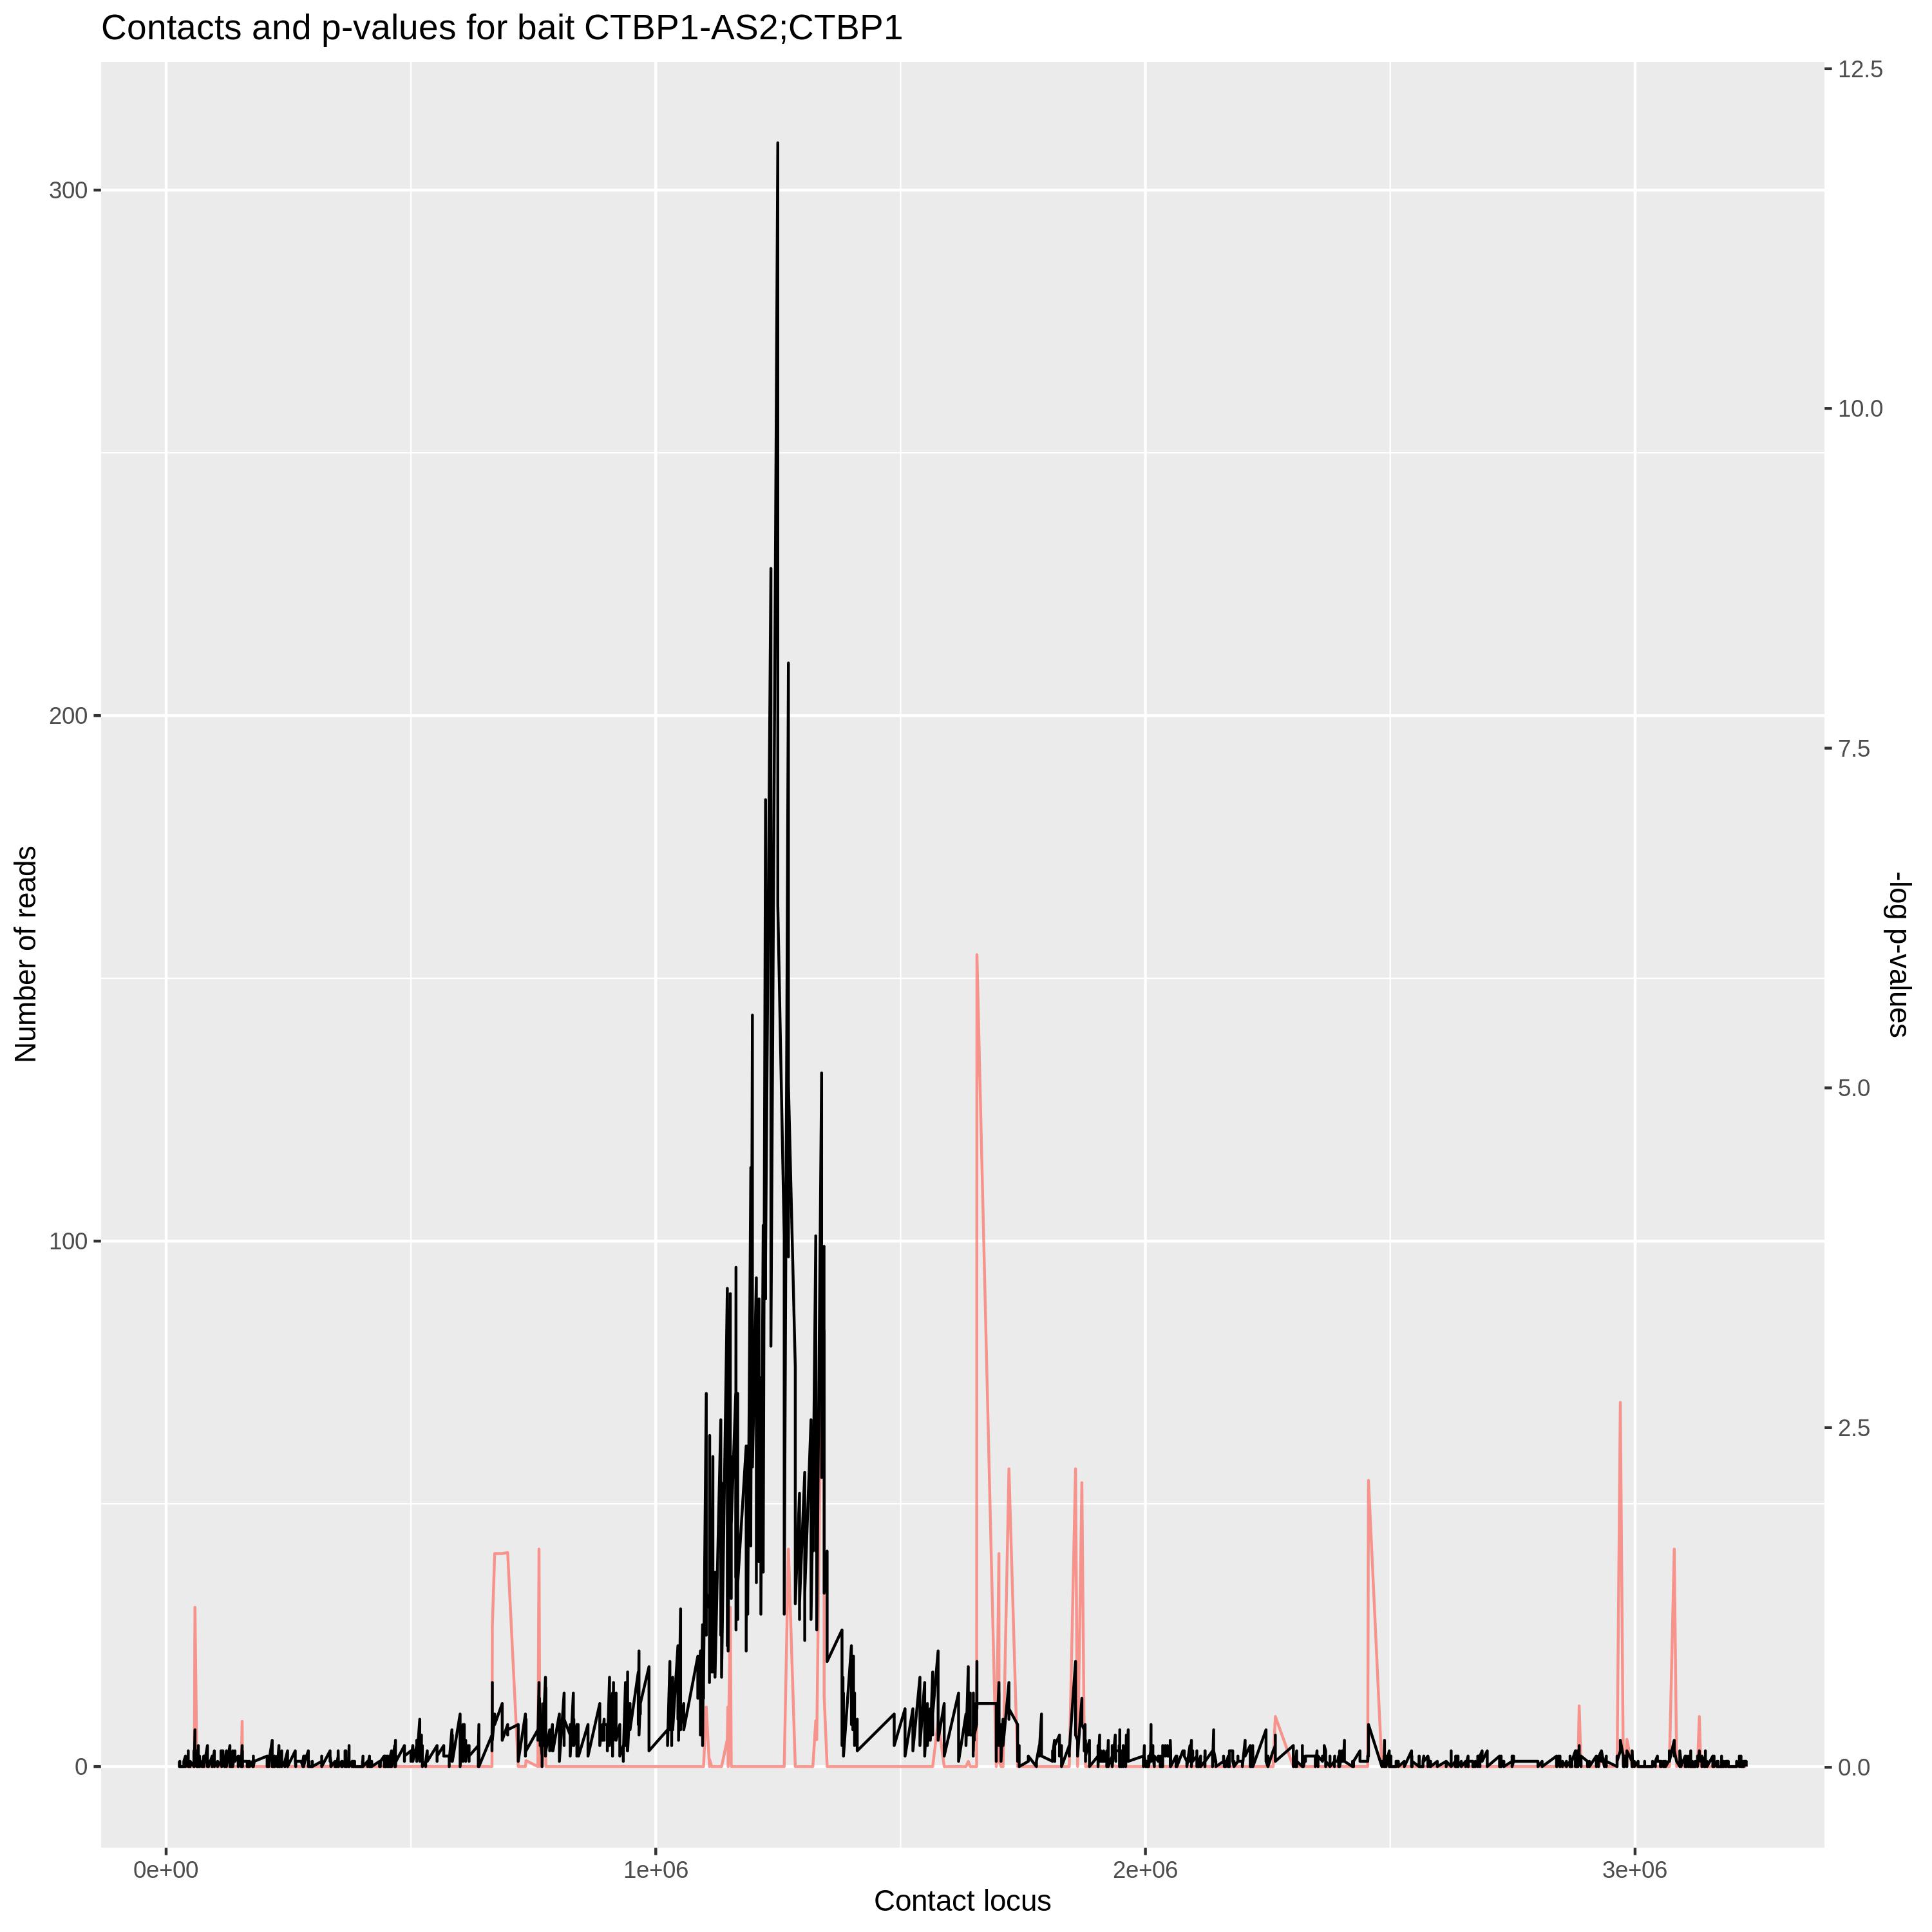 Contacts and p-values for bait CTBP1-AS2;CTBP1
12.5
300
10.0
200
7.5
Number of reads
-log p-values
5.0
100
2.5
0
0.0
0e+00 1e+06 2e+06 3e+06
Contact locus